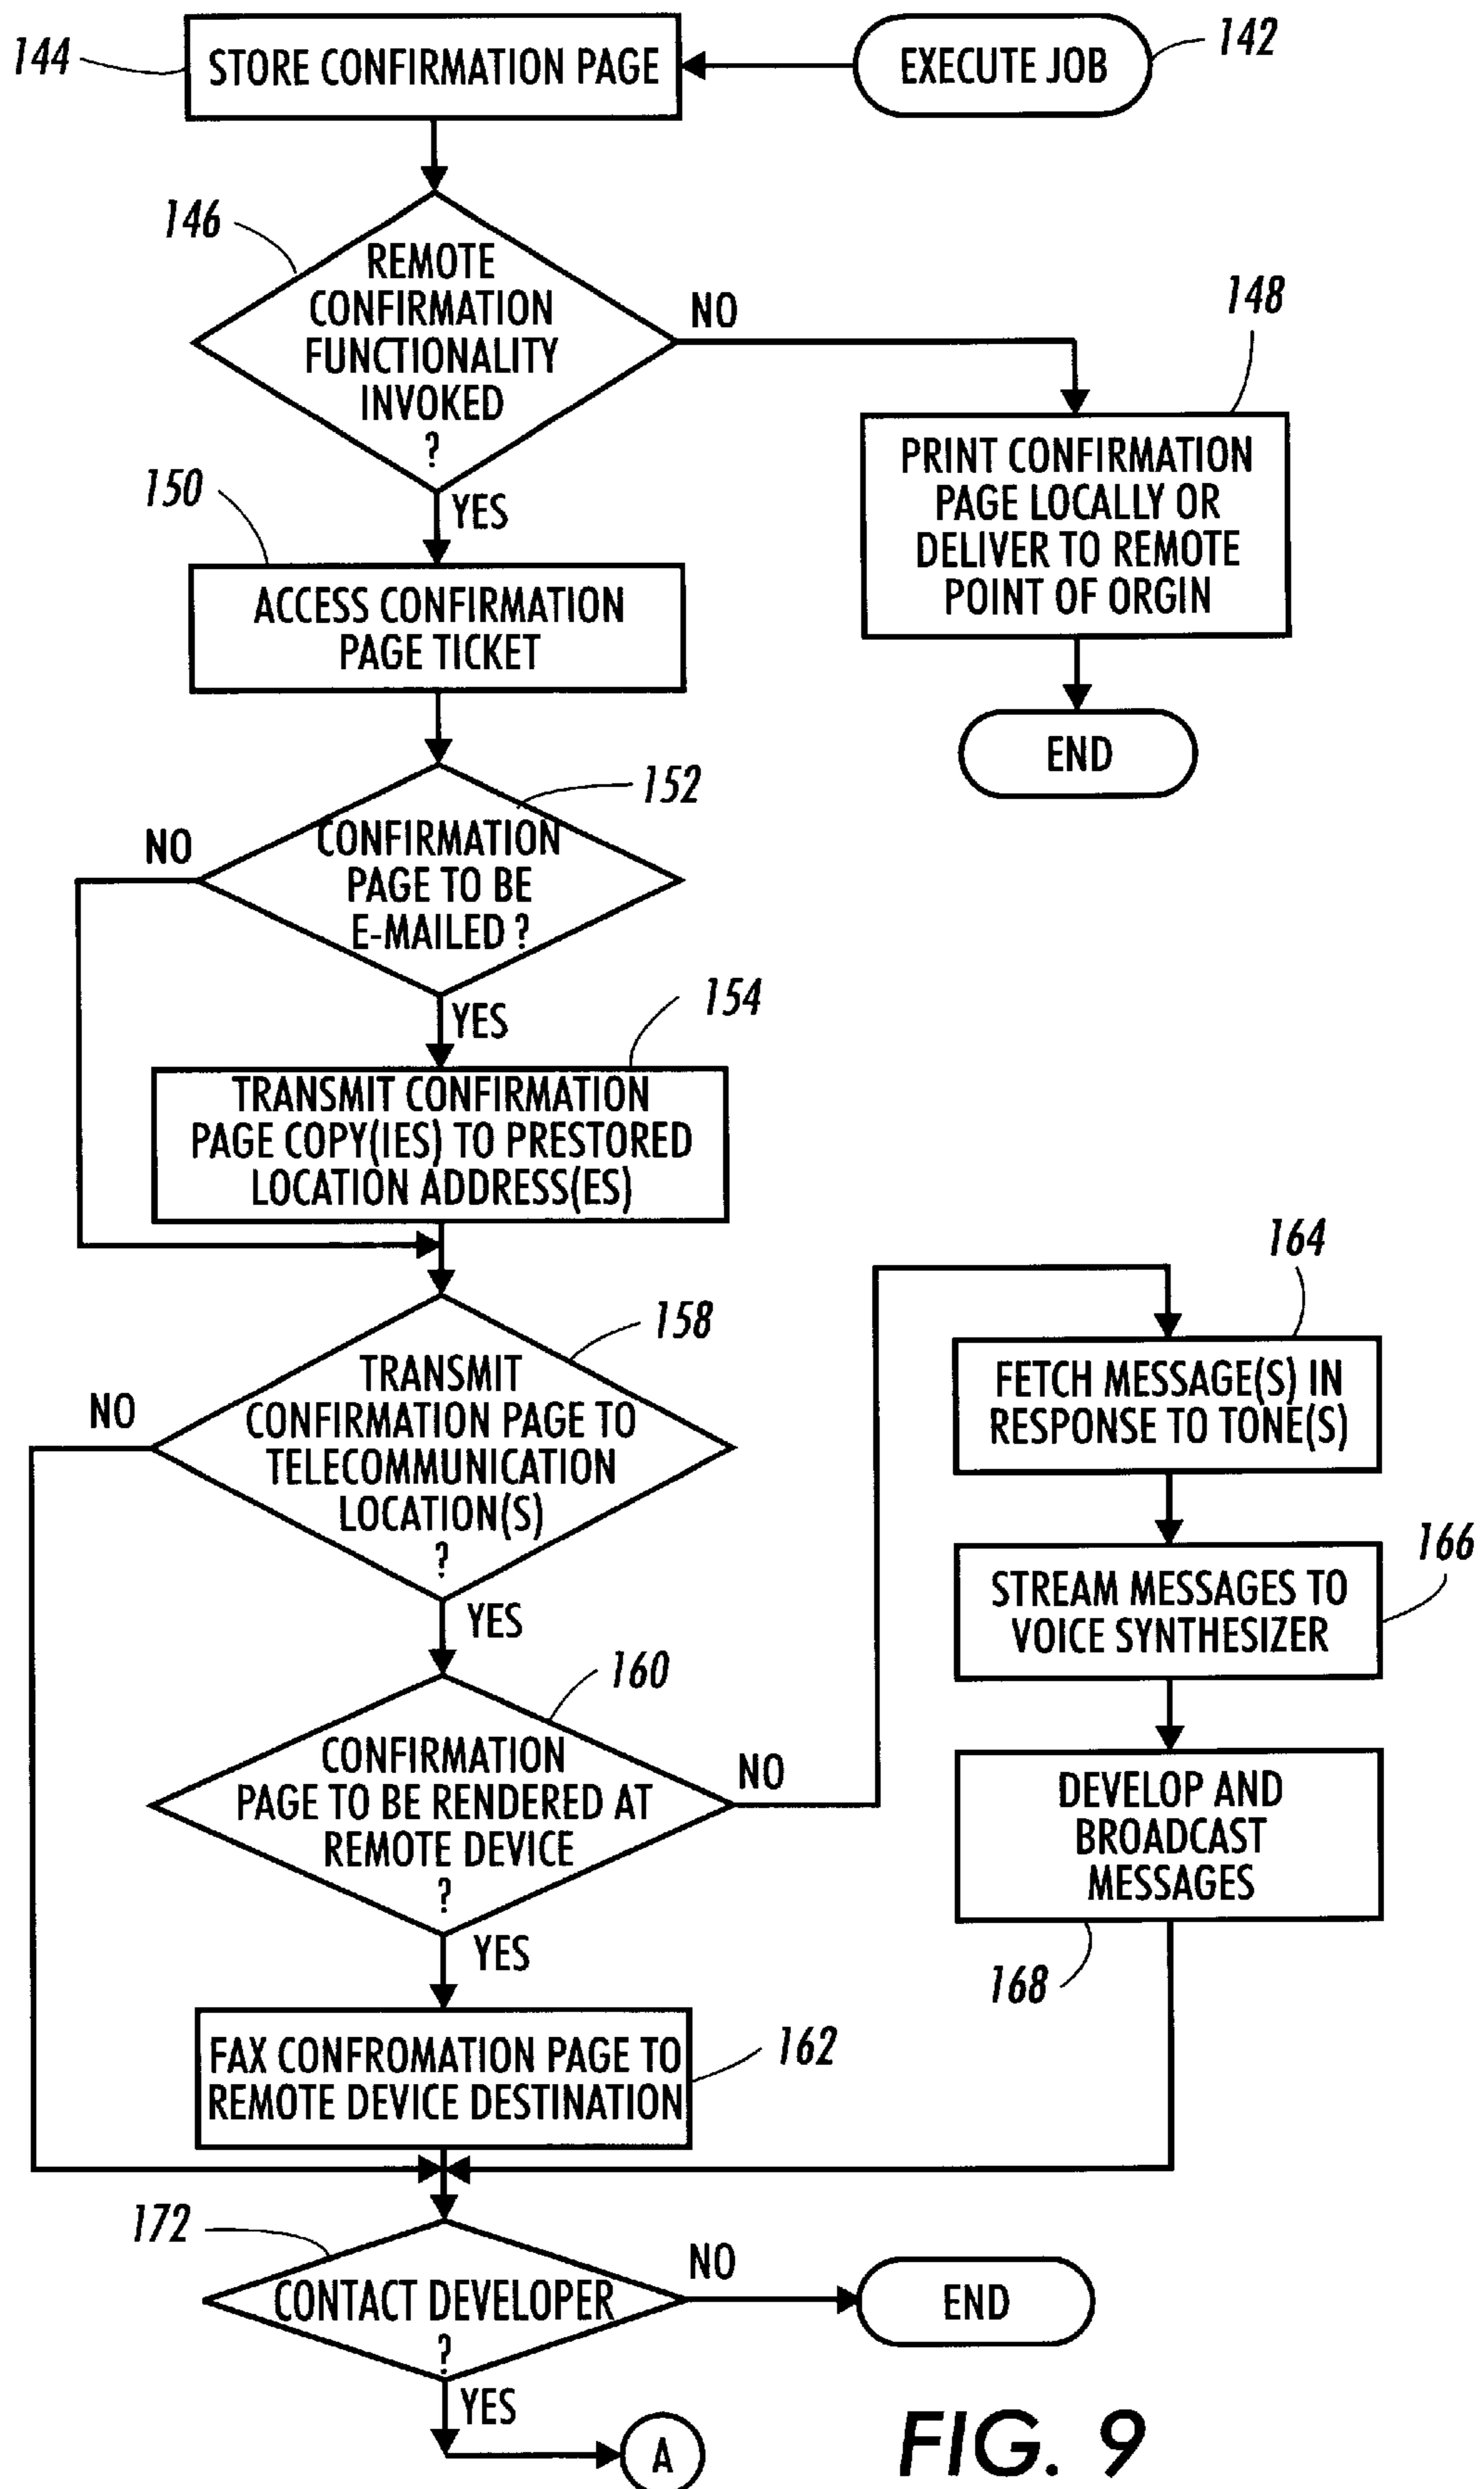 144
STORE CONFIRMATION PAGE
EXECUTE JOB
142
146
REMOTE
CONFIRMATION
FUNCTIONALITY
INVOKED
?
NO
148
PRINT CONFIRMATION
PAGE LOCALLY OR
DELIVER TO REMOTE
POINT OF ORGIN
END
YES
150
ACCESS CONFIRMATION
PAGE TICKET
152
CONFIRMATION
PAGE TO BE
E-MAILED ?
NO
YES
154
TRANSMIT CONFIRMATION
PAGE COPY(IES) TO PRESTORED
LOCATION ADDRESS(ES)
158
TRANSMIT
CONFIRMATION PAGE TO
TELECOMMUNICATION
LOCATION(S)
?
NO
YES
160
CONFIRMATION
PAGE TO BE RENDERED AT
REMOTE DEVICE
?
NO
164
FETCH MESSAGE(S) IN
RESPONSE TO TONE(S)
166
STREAM MESSAGES TO
VOICE SYNTHESIZER
DEVELOP AND
BROADCAST
MESSAGES
168
YES
FAX CONFROMATION PAGE TO
REMOTE DEVICE DESTINATION
162
172
CONTACT DEVELOPER
?
NO
END
YES
A
FIG. 9